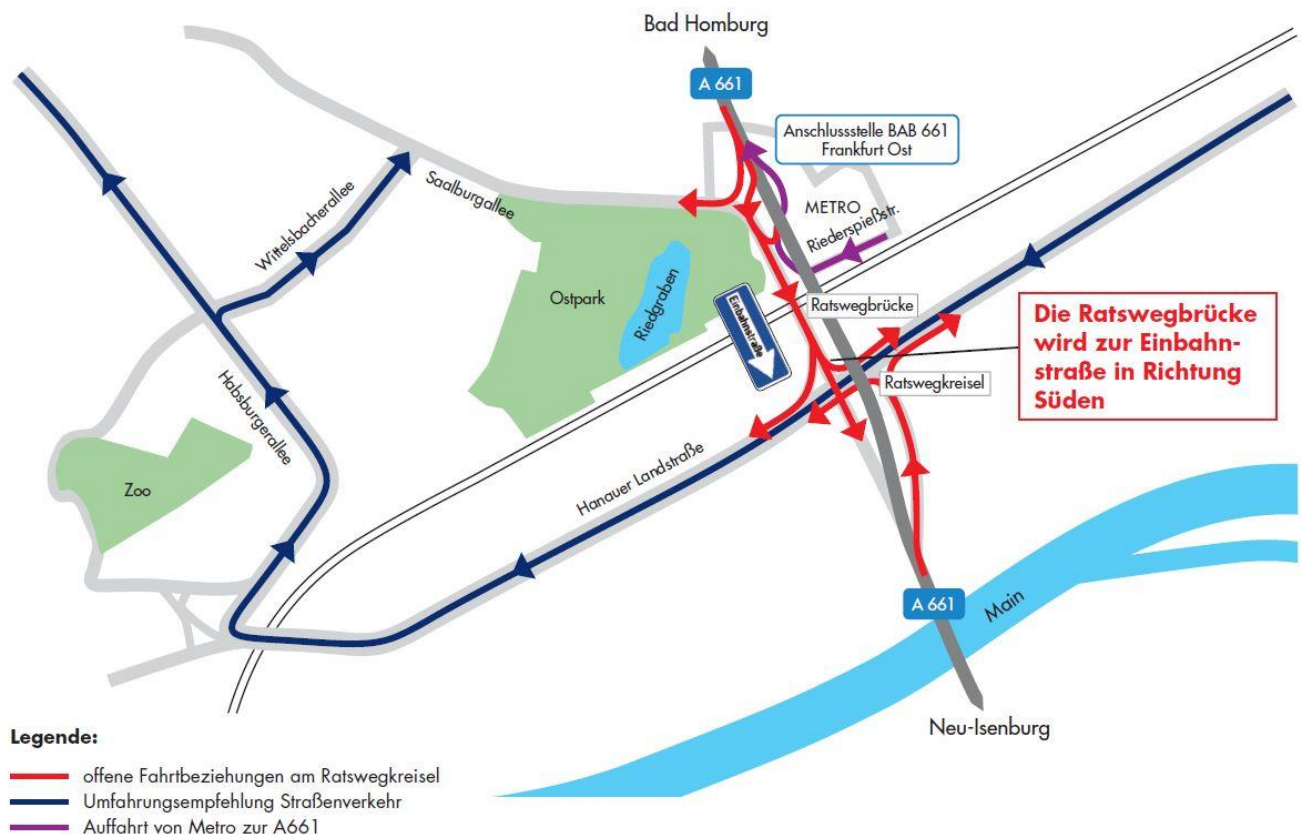 Bad Homburg
A 661
Anschlussstelle BAB 661
Frankfurt Ost
Saalburgallee
Wittelsbacherallee
METRO
Riederspießstr.
Ostpark
Riedgraben
Einbahnstraße
Ratswegbrücke
Die Ratswegbrücke
wird zur Einbahn-
straße in Richtung
Süden
Ratswegkreisel
Habsburgerallee
Zoo
Hanauer Landstraße
A 661
Main
Neu-Isenburg
Legende:
offene Fahrtbeziehungen am Ratswegkreisel
Umfahrungsempfehlung Straßenverkehr
Auffahrt von Metro zur A661